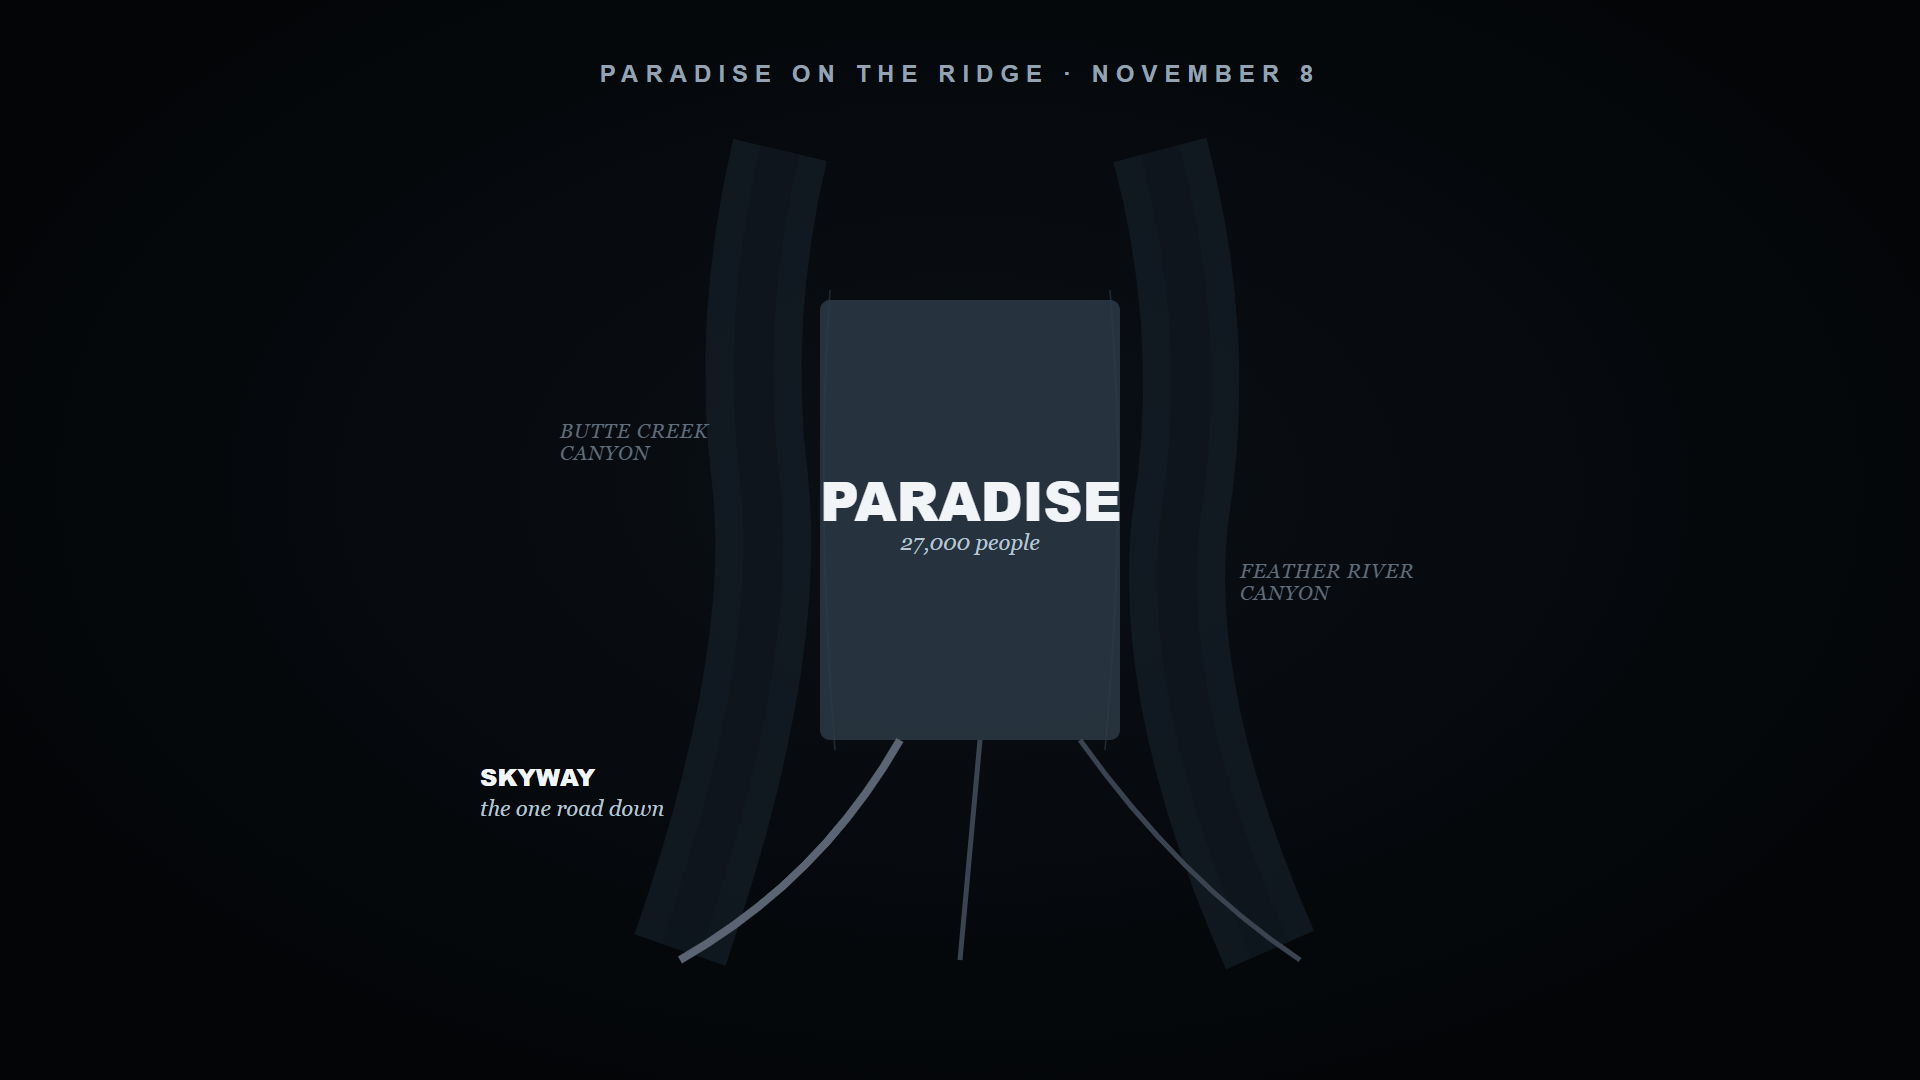 PARADISE ON THE RIDGE · NOVEMBER 8
BUTTE CREEK
CANYON
PARADISE
27,000 people
FEATHER RIVER
CANYON
SKYWAY
the one road down